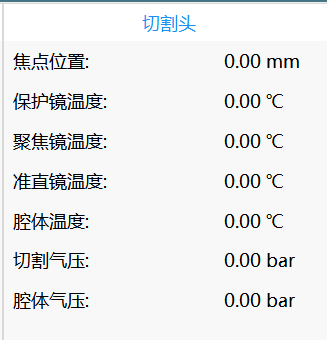 切割头
焦点位置: 0.00 mm
保护镜温度: 0.00 ℃
聚焦镜温度: 0.00 ℃
准直镜温度: 0.00 ℃
腔体温度: 0.00 ℃
切割气压: 0.00 bar
腔体气压: 0.00 bar